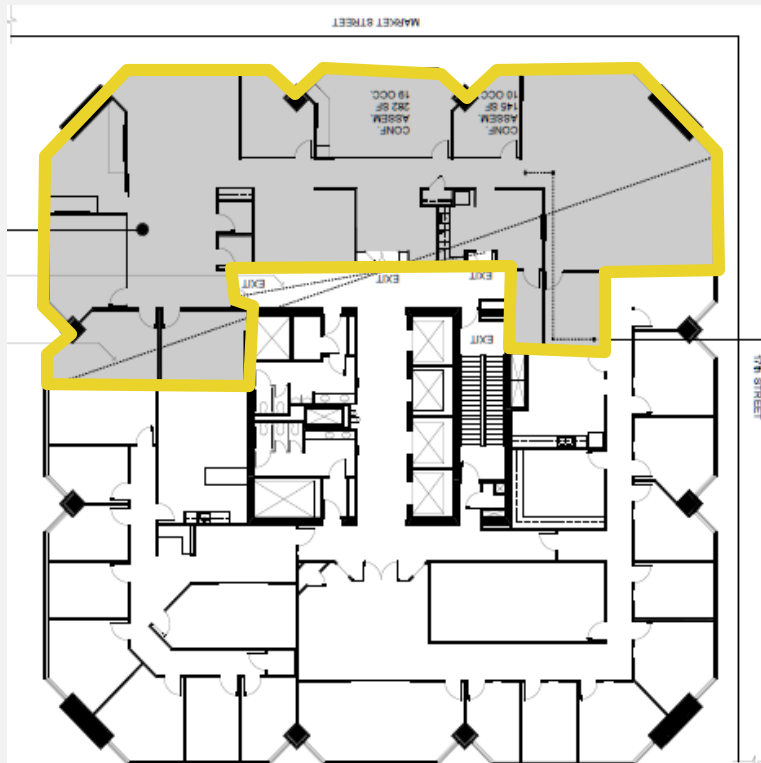 MARKET STREET
CONF.
ASSEM.
282 SF
19 OCC.
CONF.
ASSEM.
145 SF
10 OCC.
EXIT
EXIT
EXIT
EXIT
17th STREET